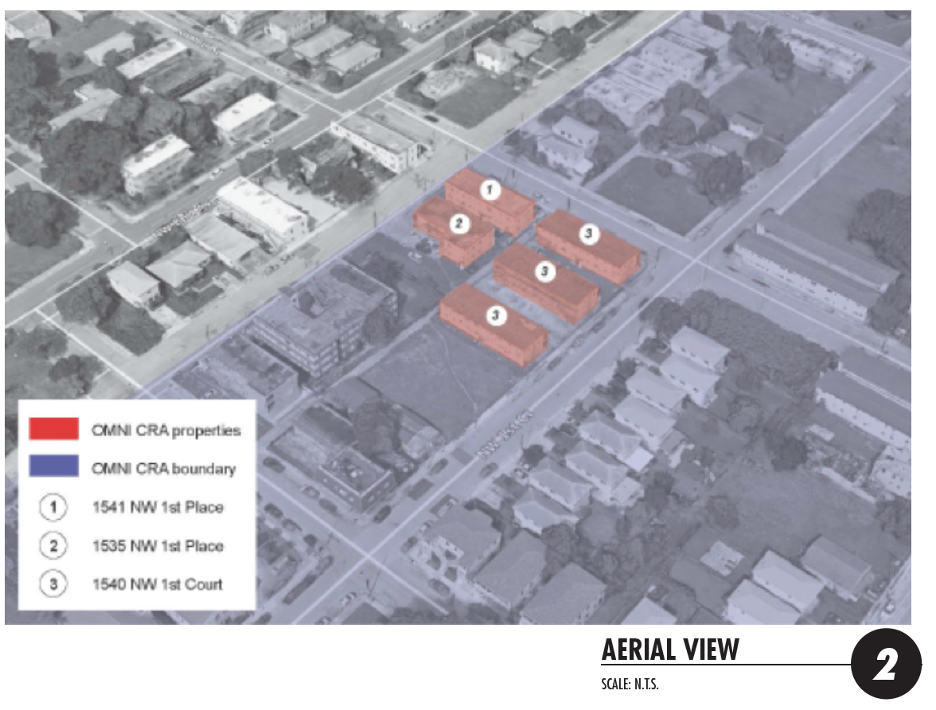 1
2
3
3
3
OMNI CRA properties
OMNI CRA boundary
1 1541 NW 1st Place
2 1535 NW 1st Place
3 1540 NW 1st Court
AERIAL VIEW
2
SCALE: N.T.S.